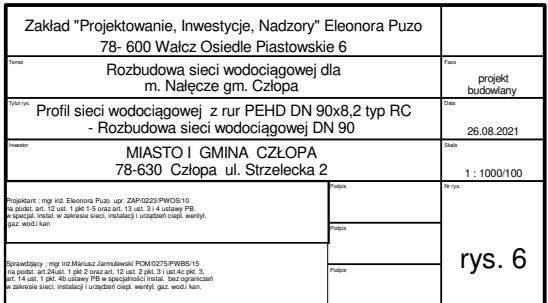 Zakład "Projektowanie, Inwestycje, Nadzory" Eleonora Puzo
78- 600 Wałcz Osiedle Piastowskie 6
Temat
Rozbudowa sieci wodociągowej dla
m. Nałęcze gm. Człopa
Faza
projekt
budowlany
Tytuł rys.
Profil sieci wodociągowej z rur PEHD DN 90x8,2 typ RC
- Rozbudowa sieci wodociągowej DN 90
Data
26.08.2021
Inwestor
MIASTO I GMINA CZŁOPA
78-630 Człopa ul. Strzelecka 2
Skala
1 : 1000/100
Projektant : mgr inż. Eleonora Puzo upr. ZAP/0223/PWOS/10
na podst. art. 12 ust. 1 pkt 1-5 oraz art. 13 ust. 3 i 4 ustawy PB
w specjal. instal. w zakresie sieci, instalacji i urządzeń ciepl. wentyl.
gaz. wod.i kan
Podpis
Podpis
Nr rys.
rys. 6
Sprawdzający : mgr inż.Mariusz Jarmulewski POM/0275/PWBS/15
na podst. art.24ust. 1 pkt 2 oraz art. 12 ust. 2 pkt. 3 i ust.4c pkt. 3,
art. 14 ust. 1 pkt. 4b ustawy PB w specjalności instal. bez ograniczeń
w zakresie sieci, instalacji i urządzeń ciepl. wentyl. gaz. wod.i kan.
Podpis